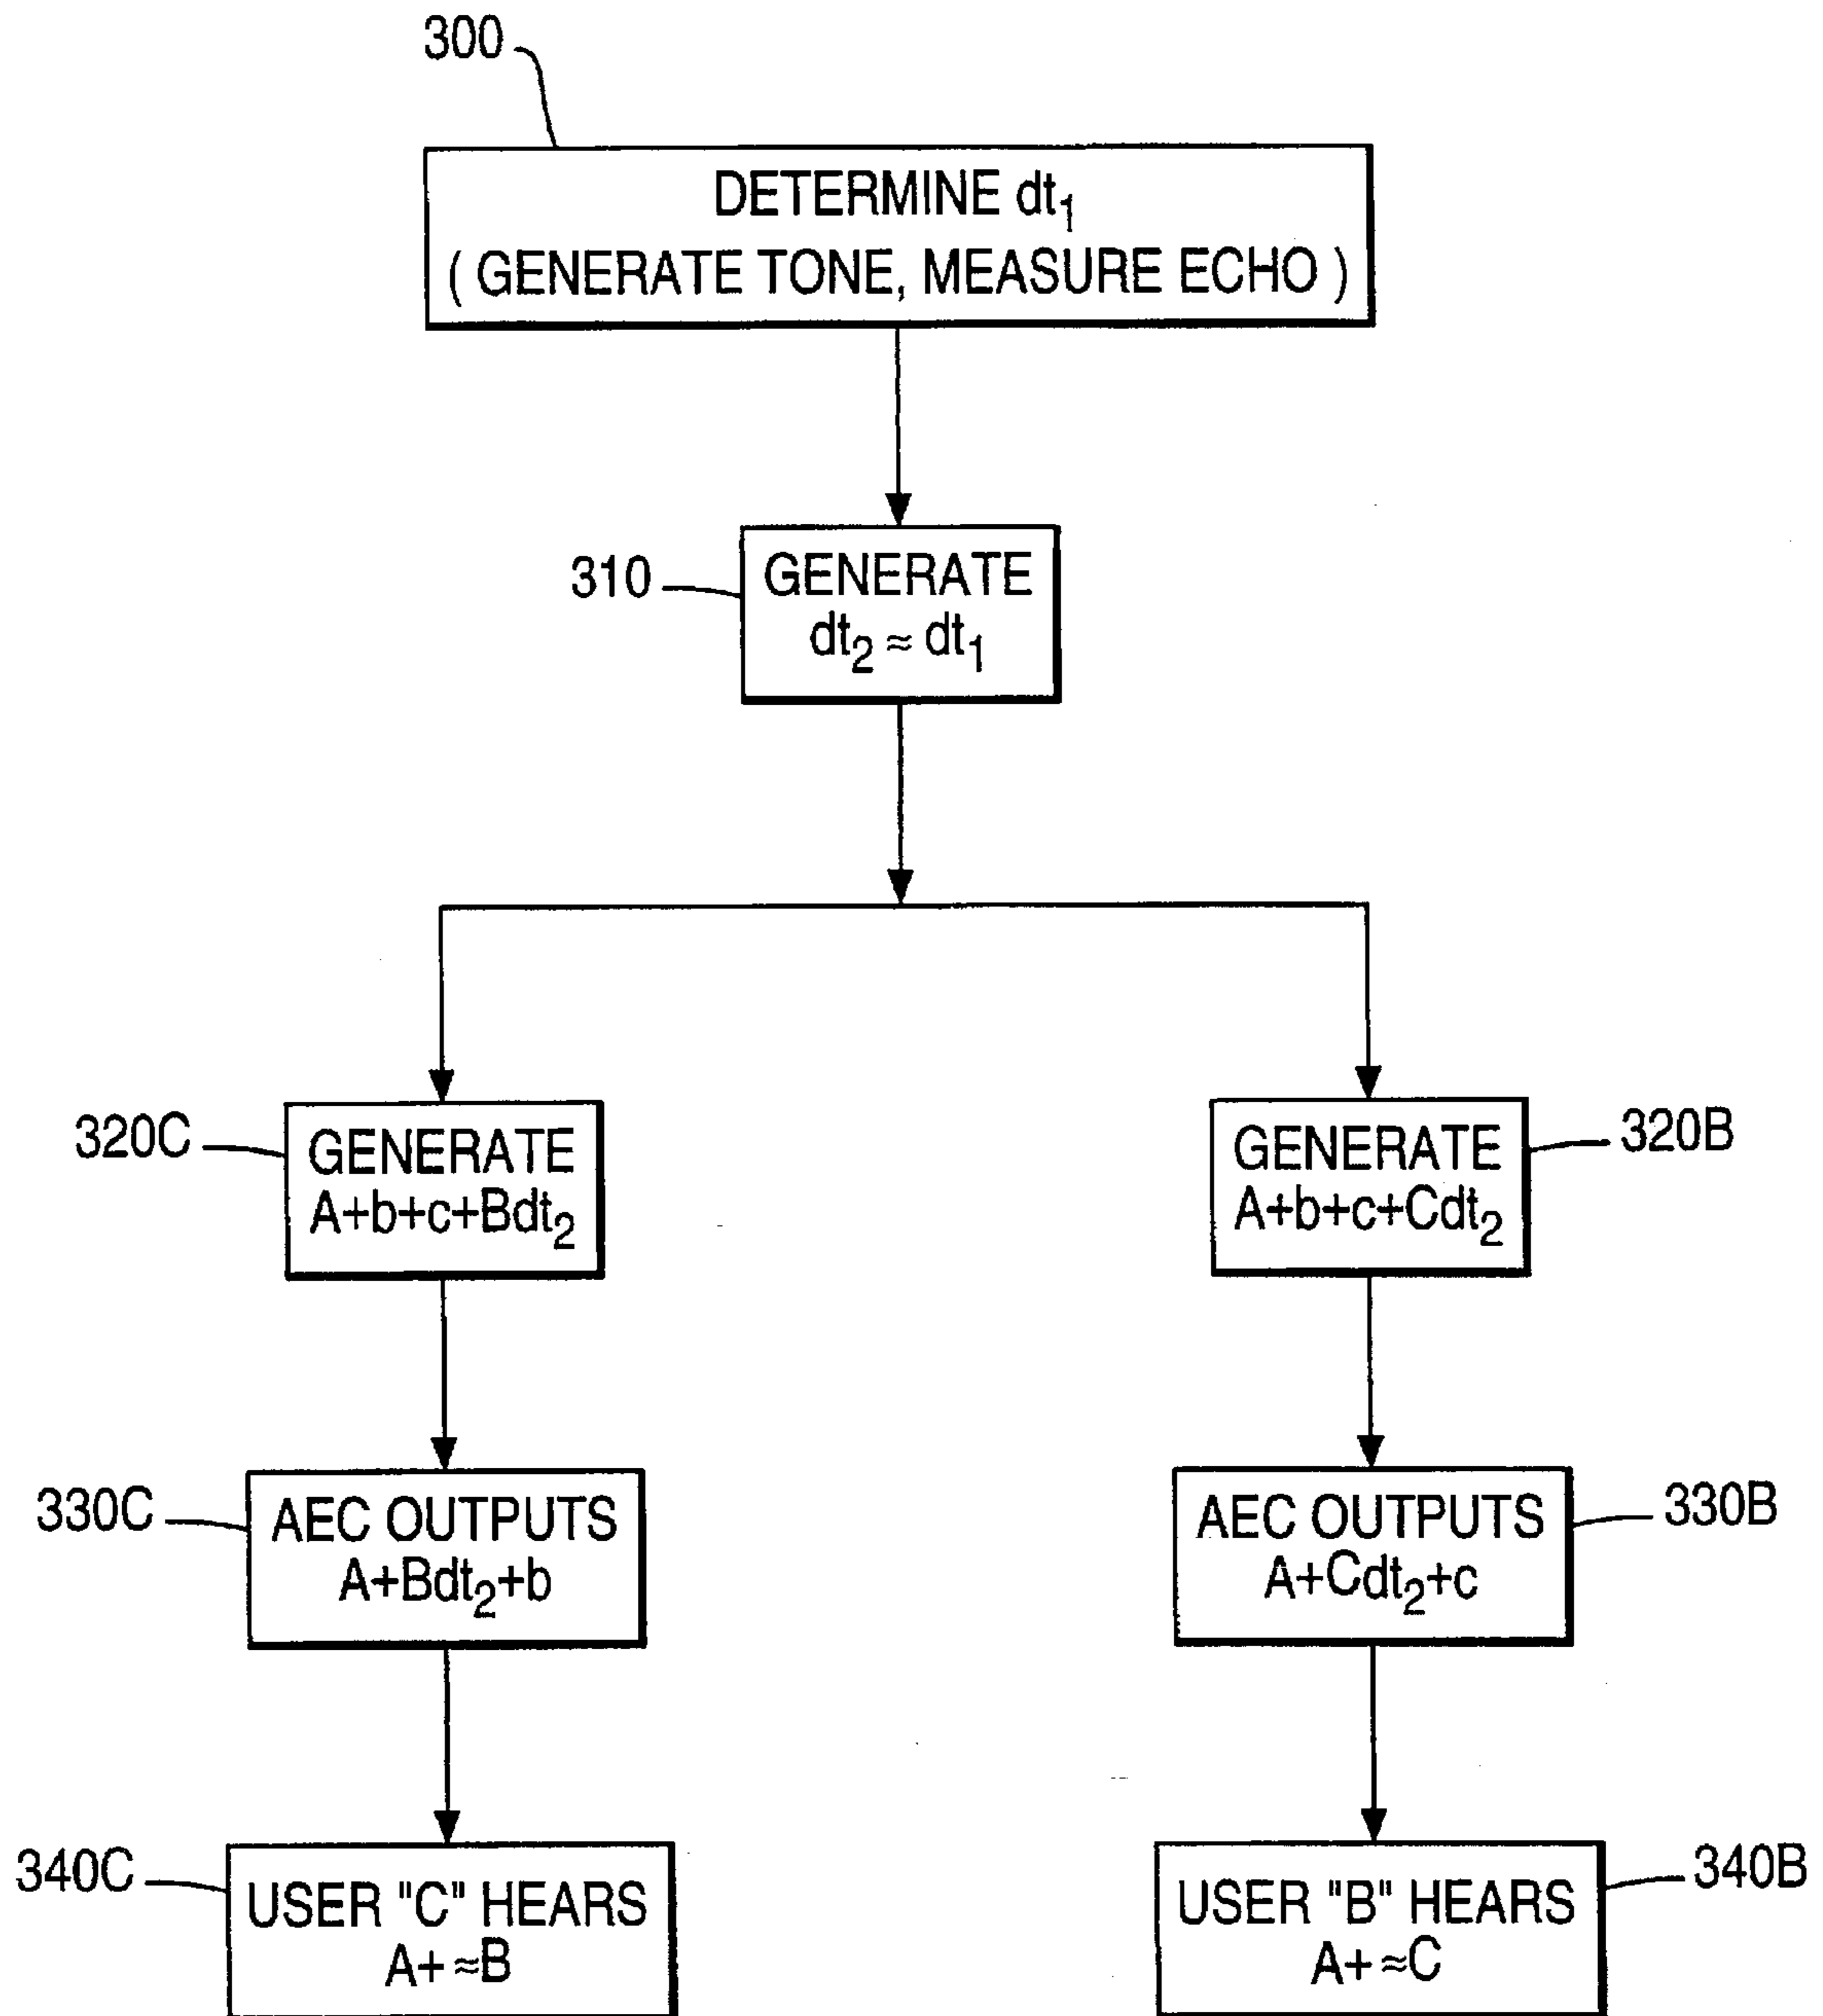 300
DETERMINE dt₁
( GENERATE TONE, MEASURE ECHO )
310
GENERATE
dt₂ ≈ dt₁
320C
GENERATE
A+b+c+Bdt₂
320B
GENERATE
A+b+c+Cdt₂
330C
AEC OUTPUTS
A+Bdt₂+b
330B
AEC OUTPUTS
A+Cdt₂+c
340C
USER "C" HEARS
A+ ≈B
340B
USER "B" HEARS
A+ ≈C